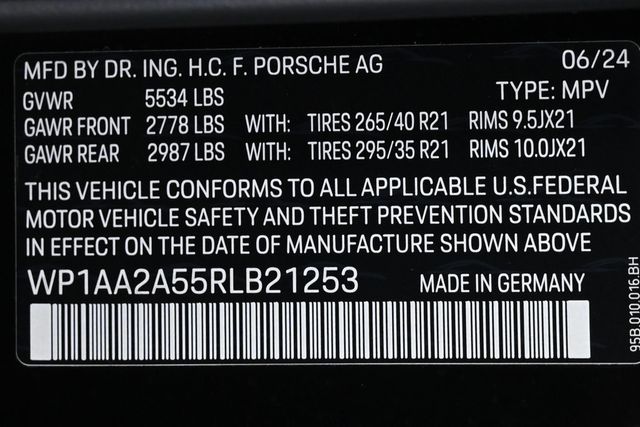 MFD BY DR. ING. H.C. F. PORSCHE AG 06/24
GVWR 5534 LBS TYPE: MPV
GAWR FRONT 2778 LBS WITH: TIRES 265/40 R21 RIMS 9.5JX21
GAWR REAR 2987 LBS WITH: TIRES 295/35 R21 RIMS 10.0JX21
THIS VEHICLE CONFORMS TO ALL APPLICABLE U.S.FEDERAL
MOTOR VEHICLE SAFETY AND THEFT PREVENTION STANDARDS
IN EFFECT ON THE DATE OF MANUFACTURE SHOWN ABOVE
WP1AA2A55RLB21253 MADE IN GERMANY
95B.010.016.BH